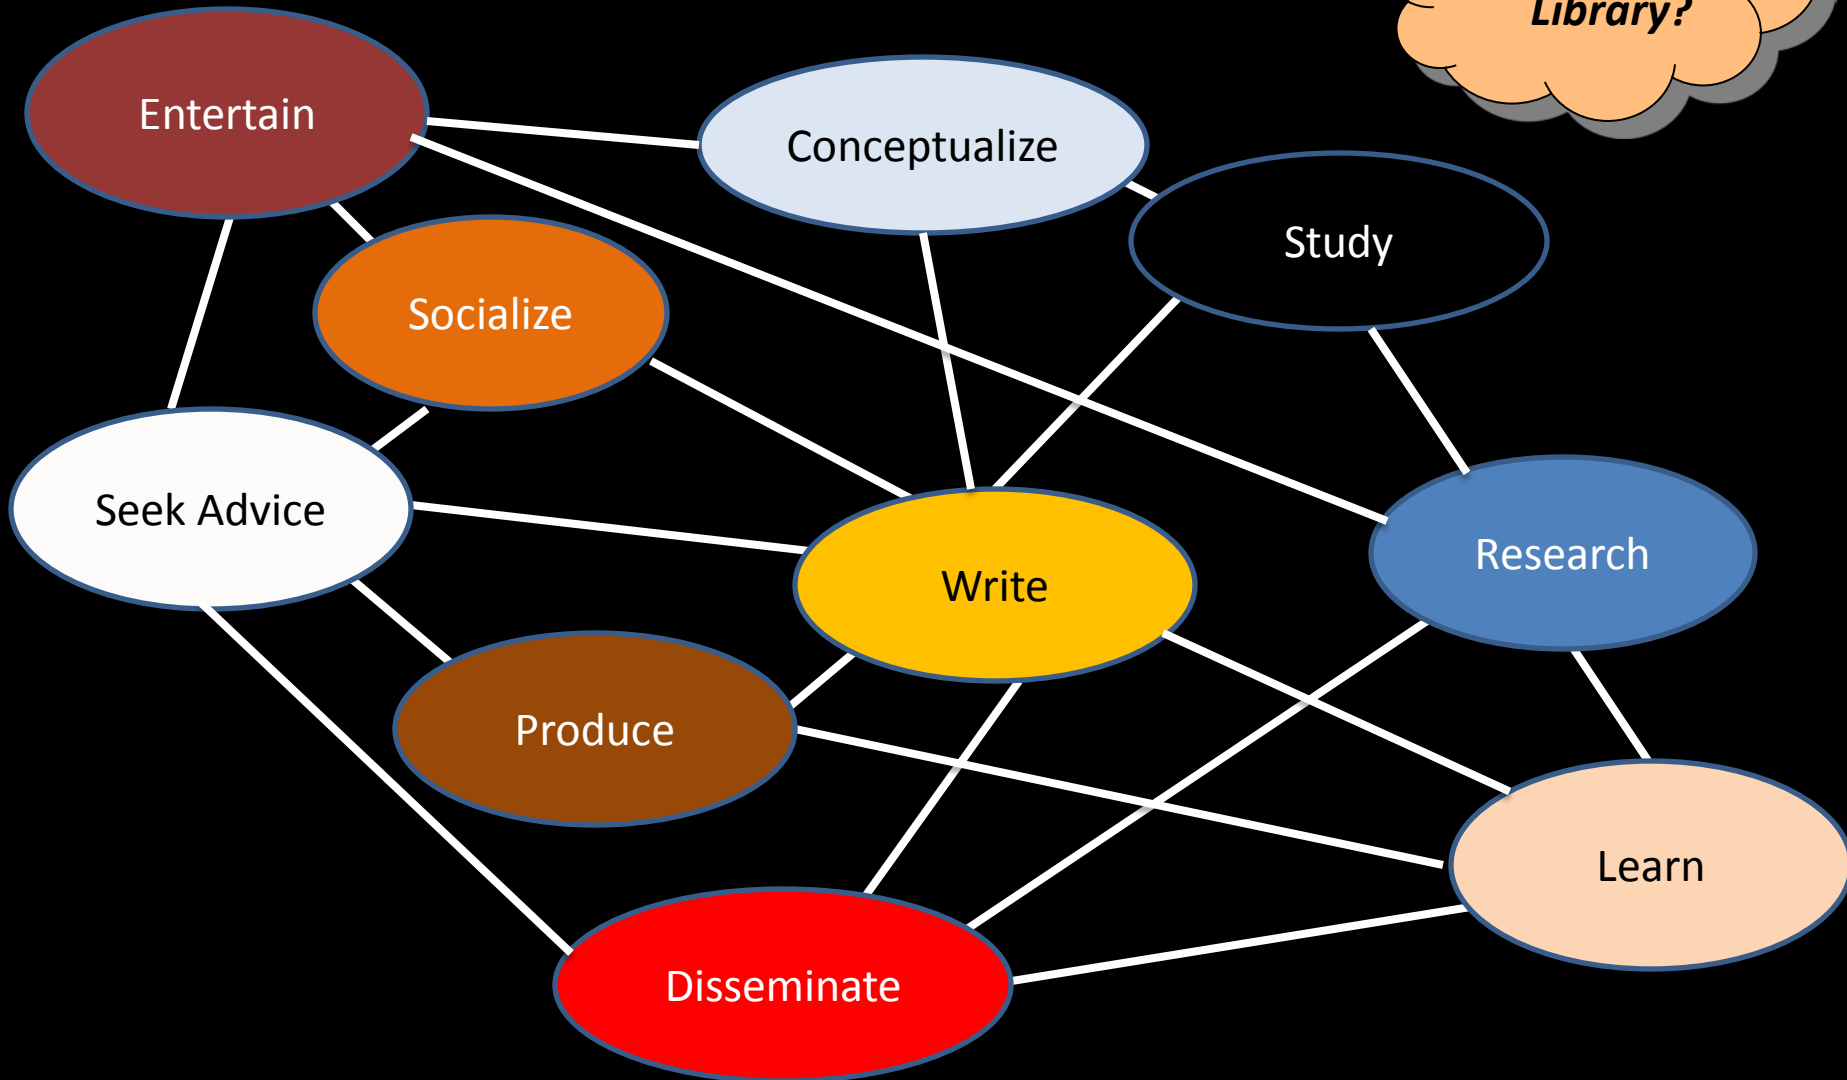 Library?
Entertain
Conceptualize
Study
Socialize
Seek Advice
Write
Research
Produce
Learn
Disseminate